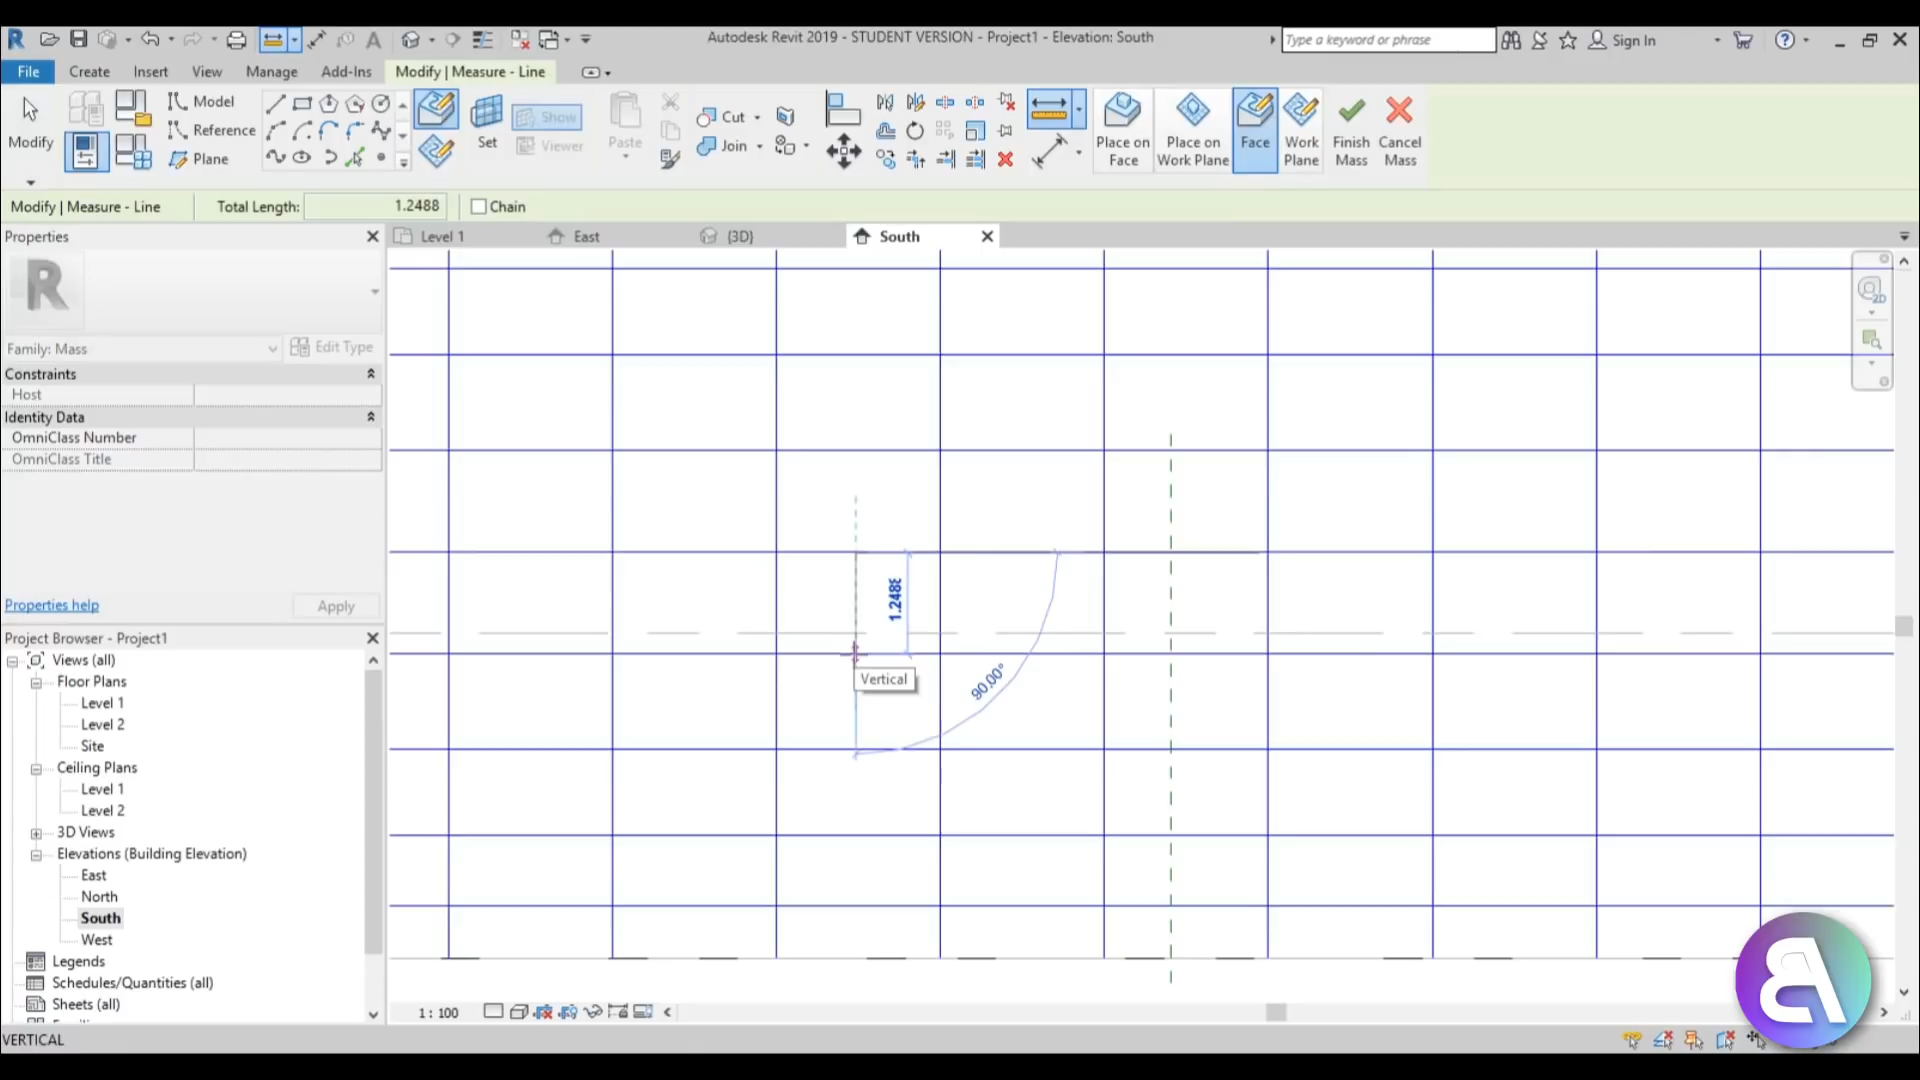 Autodesk Revit 2019 - STUDENT VERSION - Project1 - Elevation: South
Type a keyword or phrase
Sign In
File Create Insert View Manage Add-Ins Modify | Measure - Line
Modify
Model
Reference
Plane
Set
Show
Viewer
Paste
Cut
Join
Place on Face
Place on Work Plane
Face
Work Plane
Finish Mass
Cancel Mass
Modify | Measure - Line Total Length: 1.2488 Chain
Properties
Level 1 East {3D} South
R
Family: Mass Edit Type
Constraints
Host
Identity Data
OmniClass Number
OmniClass Title
Properties help Apply
Project Browser - Project1
Views (all)
Floor Plans
Level 1
Level 2
Site
Ceiling Plans
Level 1
Level 2
3D Views
Elevations (Building Elevation)
East
North
South
West
Legends
Schedules/Quantities (all)
Sheets (all)
1.2488
Vertical
90,00°
2D
1 : 100
VERTICAL